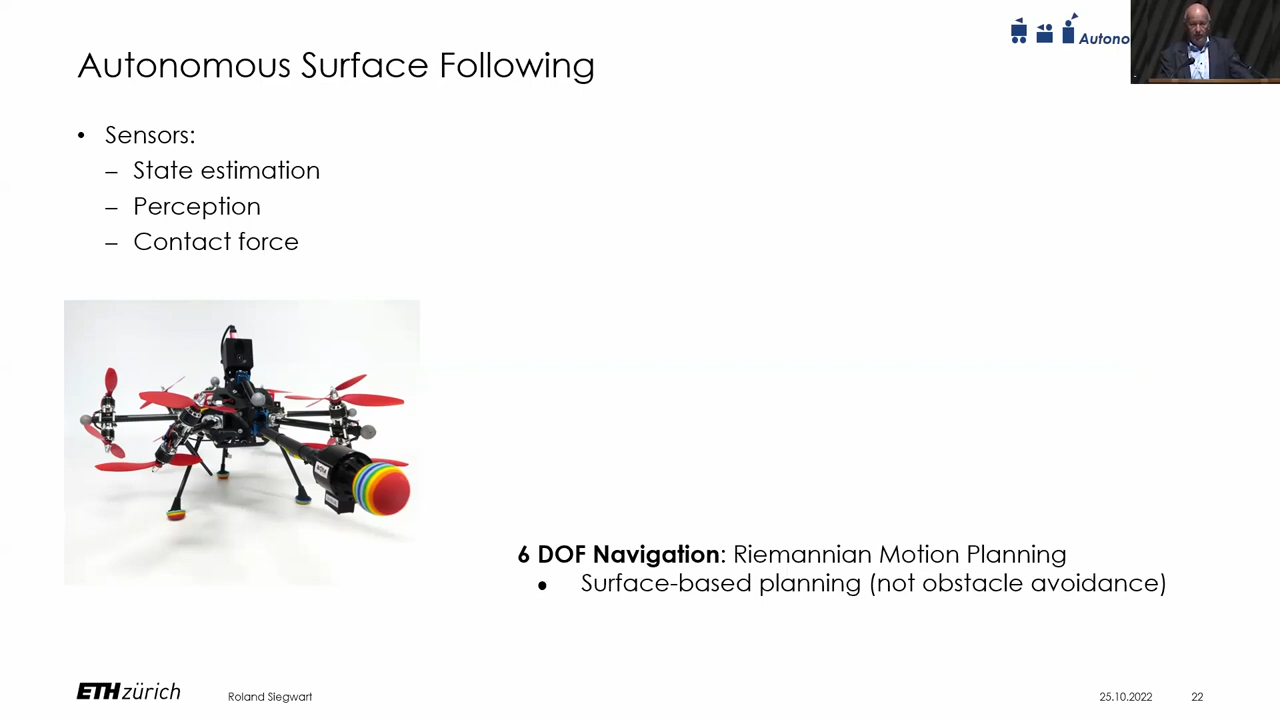 Autonomous Surface Following
Autono
• Sensors:
– State estimation
– Perception
– Contact force
6 DOF Navigation: Riemannian Motion Planning
• Surface-based planning (not obstacle avoidance)
ETH zürich
Roland Siegwart
25.10.2022
22